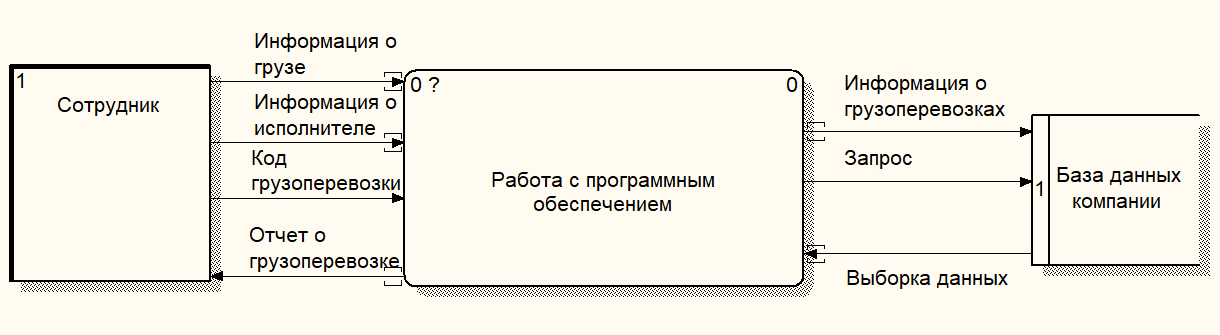 1
Сотрудник
Информация о
грузе
Информация о
исполнителе
Код
грузоперевозки
Отчет о
грузоперевозке
0 ?
0
Работа с программным
обеспечением
Информация о
грузоперевозках
Запрос
Выборка данных
1
База данных
компании